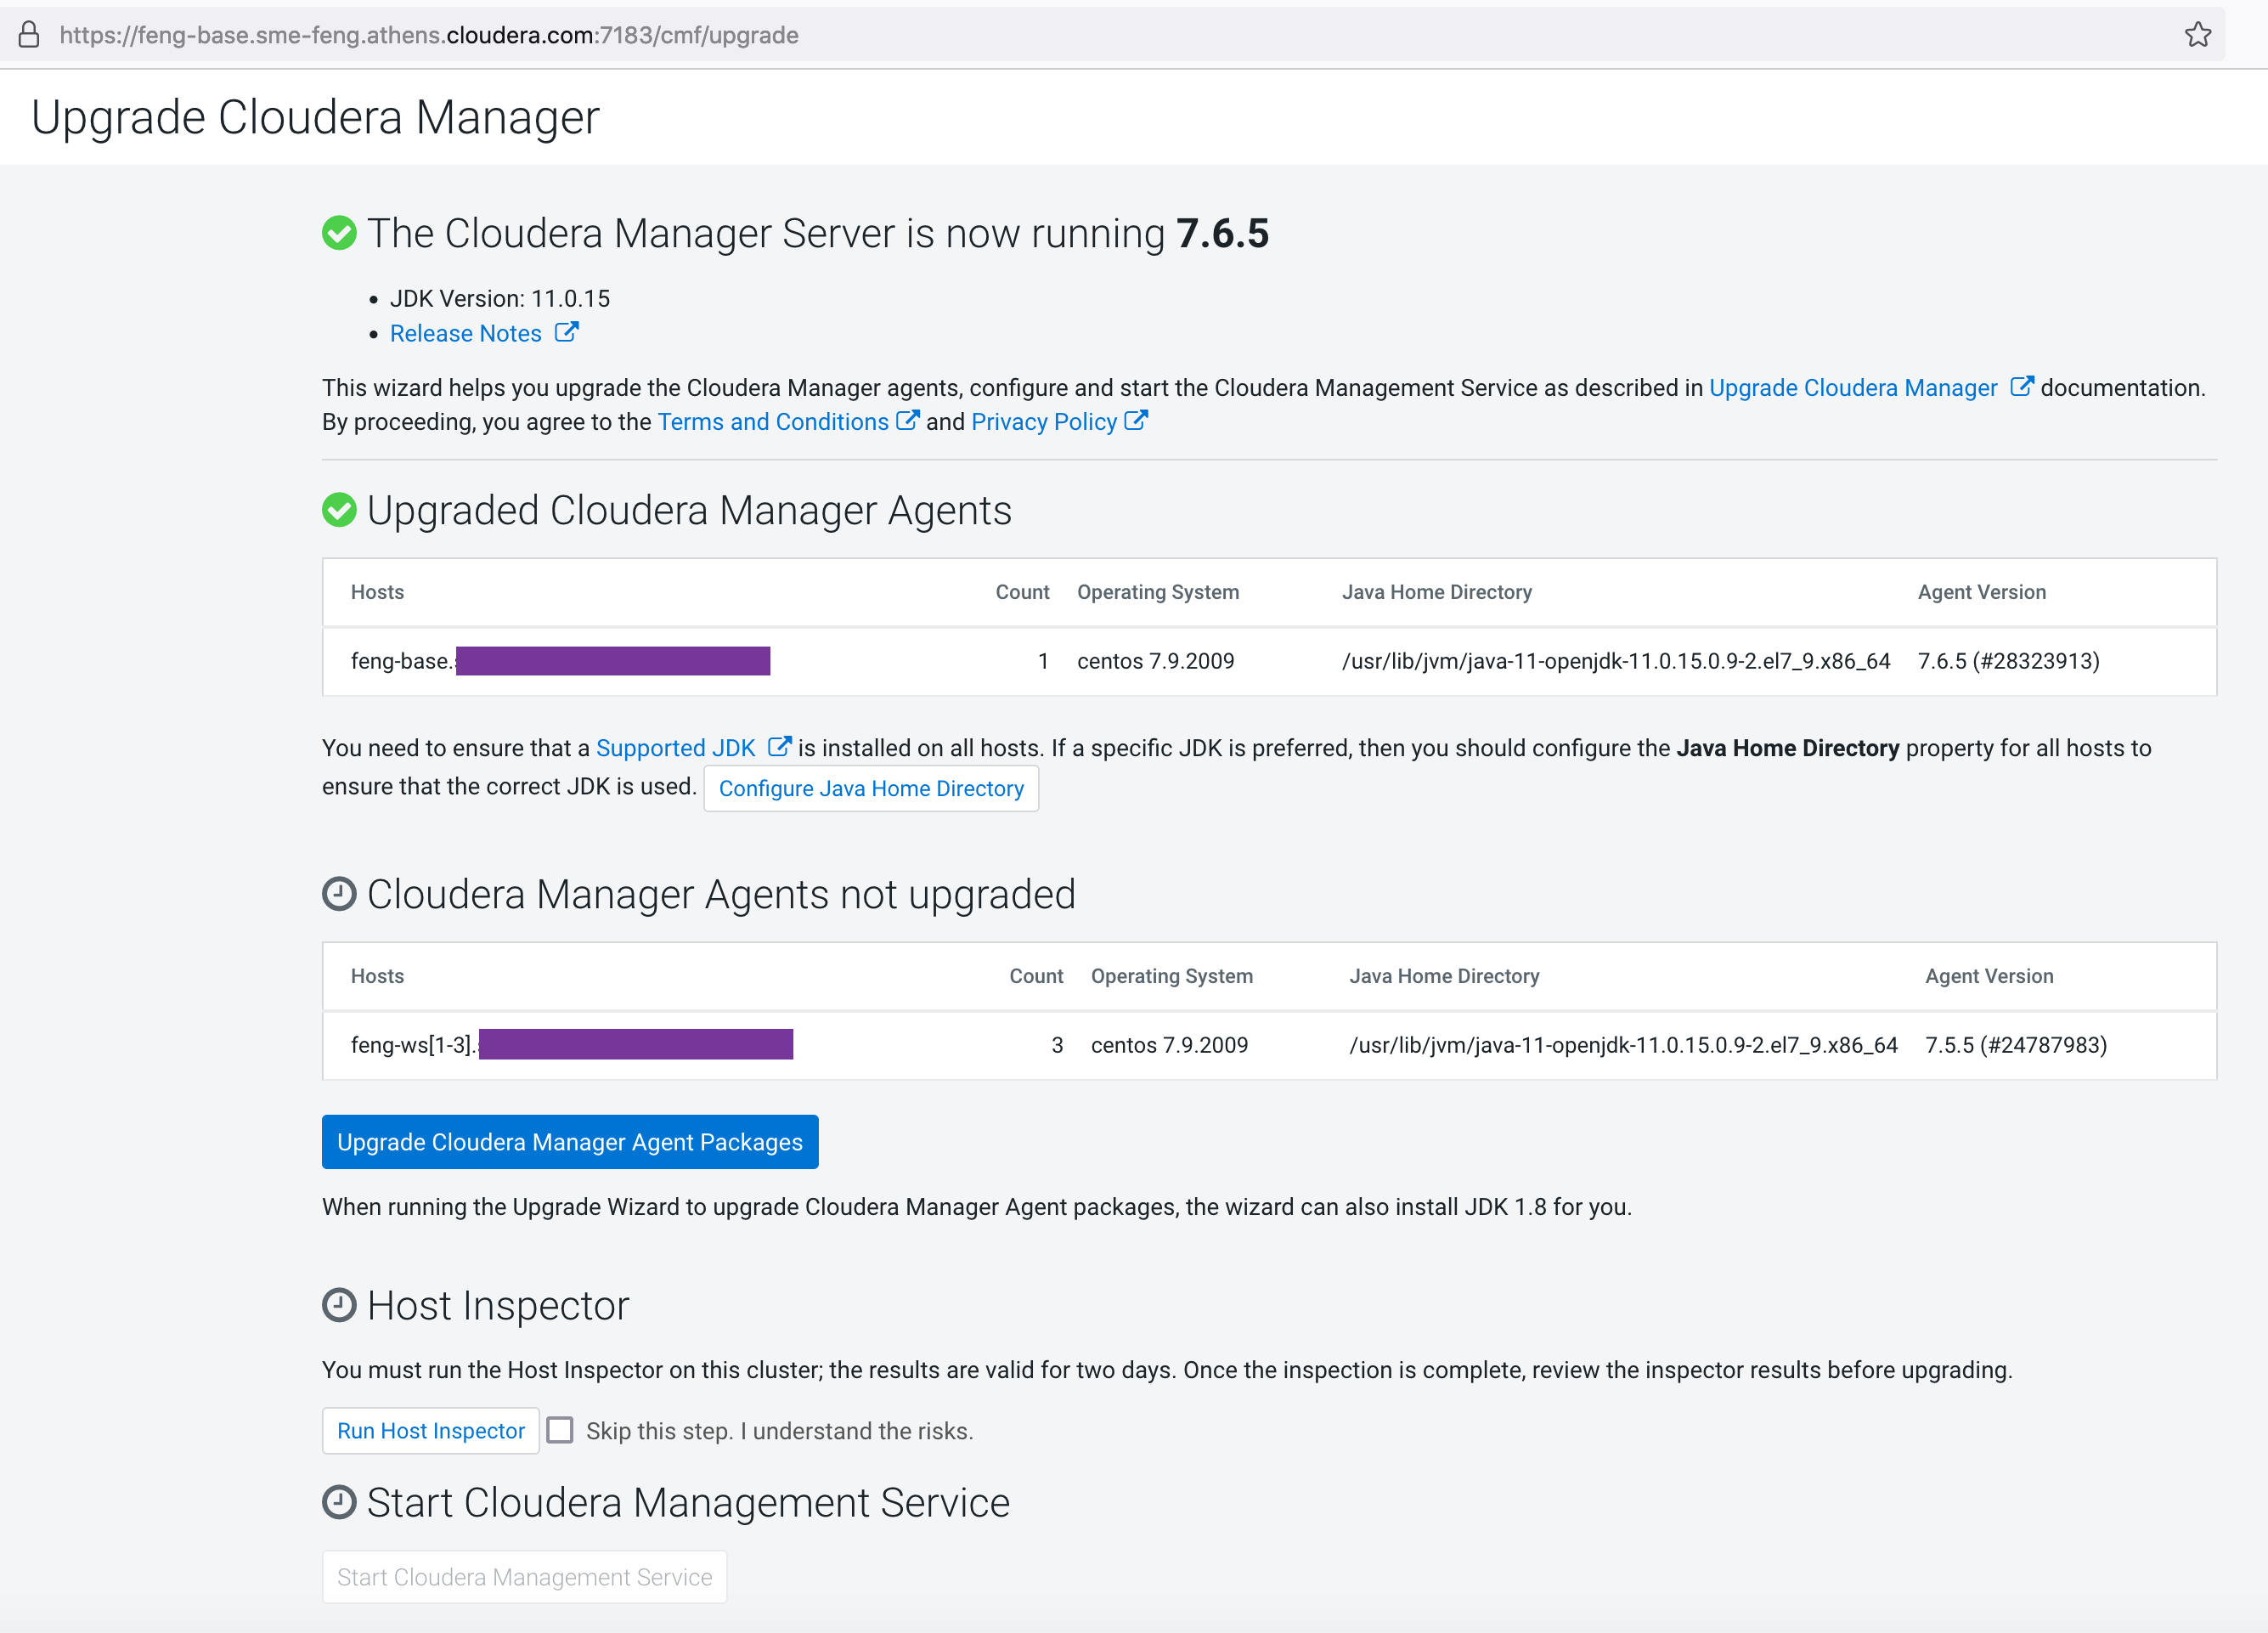 https://feng-base.sme-feng.athens.cloudera.com:7183/cmf/upgrade
Upgrade Cloudera Manager
The Cloudera Manager Server is now running 7.6.5
• JDK Version: 11.0.15
• Release Notes
This wizard helps you upgrade the Cloudera Manager agents, configure and start the Cloudera Management Service as described in Upgrade Cloudera Manager documentation.
By proceeding, you agree to the Terms and Conditions and Privacy Policy
Upgraded Cloudera Manager Agents
Hosts Count Operating System Java Home Directory Agent Version
feng-base. 1 centos 7.9.2009 /usr/lib/jvm/java-11-openjdk-11.0.15.0.9-2.el7_9.x86_64 7.6.5 (#28323913)
You need to ensure that a Supported JDK is installed on all hosts. If a specific JDK is preferred, then you should configure the Java Home Directory property for all hosts to
ensure that the correct JDK is used. Configure Java Home Directory
Cloudera Manager Agents not upgraded
Hosts Count Operating System Java Home Directory Agent Version
feng-ws[1-3]. 3 centos 7.9.2009 /usr/lib/jvm/java-11-openjdk-11.0.15.0.9-2.el7_9.x86_64 7.5.5 (#24787983)
Upgrade Cloudera Manager Agent Packages
When running the Upgrade Wizard to upgrade Cloudera Manager Agent packages, the wizard can also install JDK 1.8 for you.
Host Inspector
You must run the Host Inspector on this cluster; the results are valid for two days. Once the inspection is complete, review the inspector results before upgrading.
Run Host Inspector Skip this step. I understand the risks.
Start Cloudera Management Service
Start Cloudera Management Service